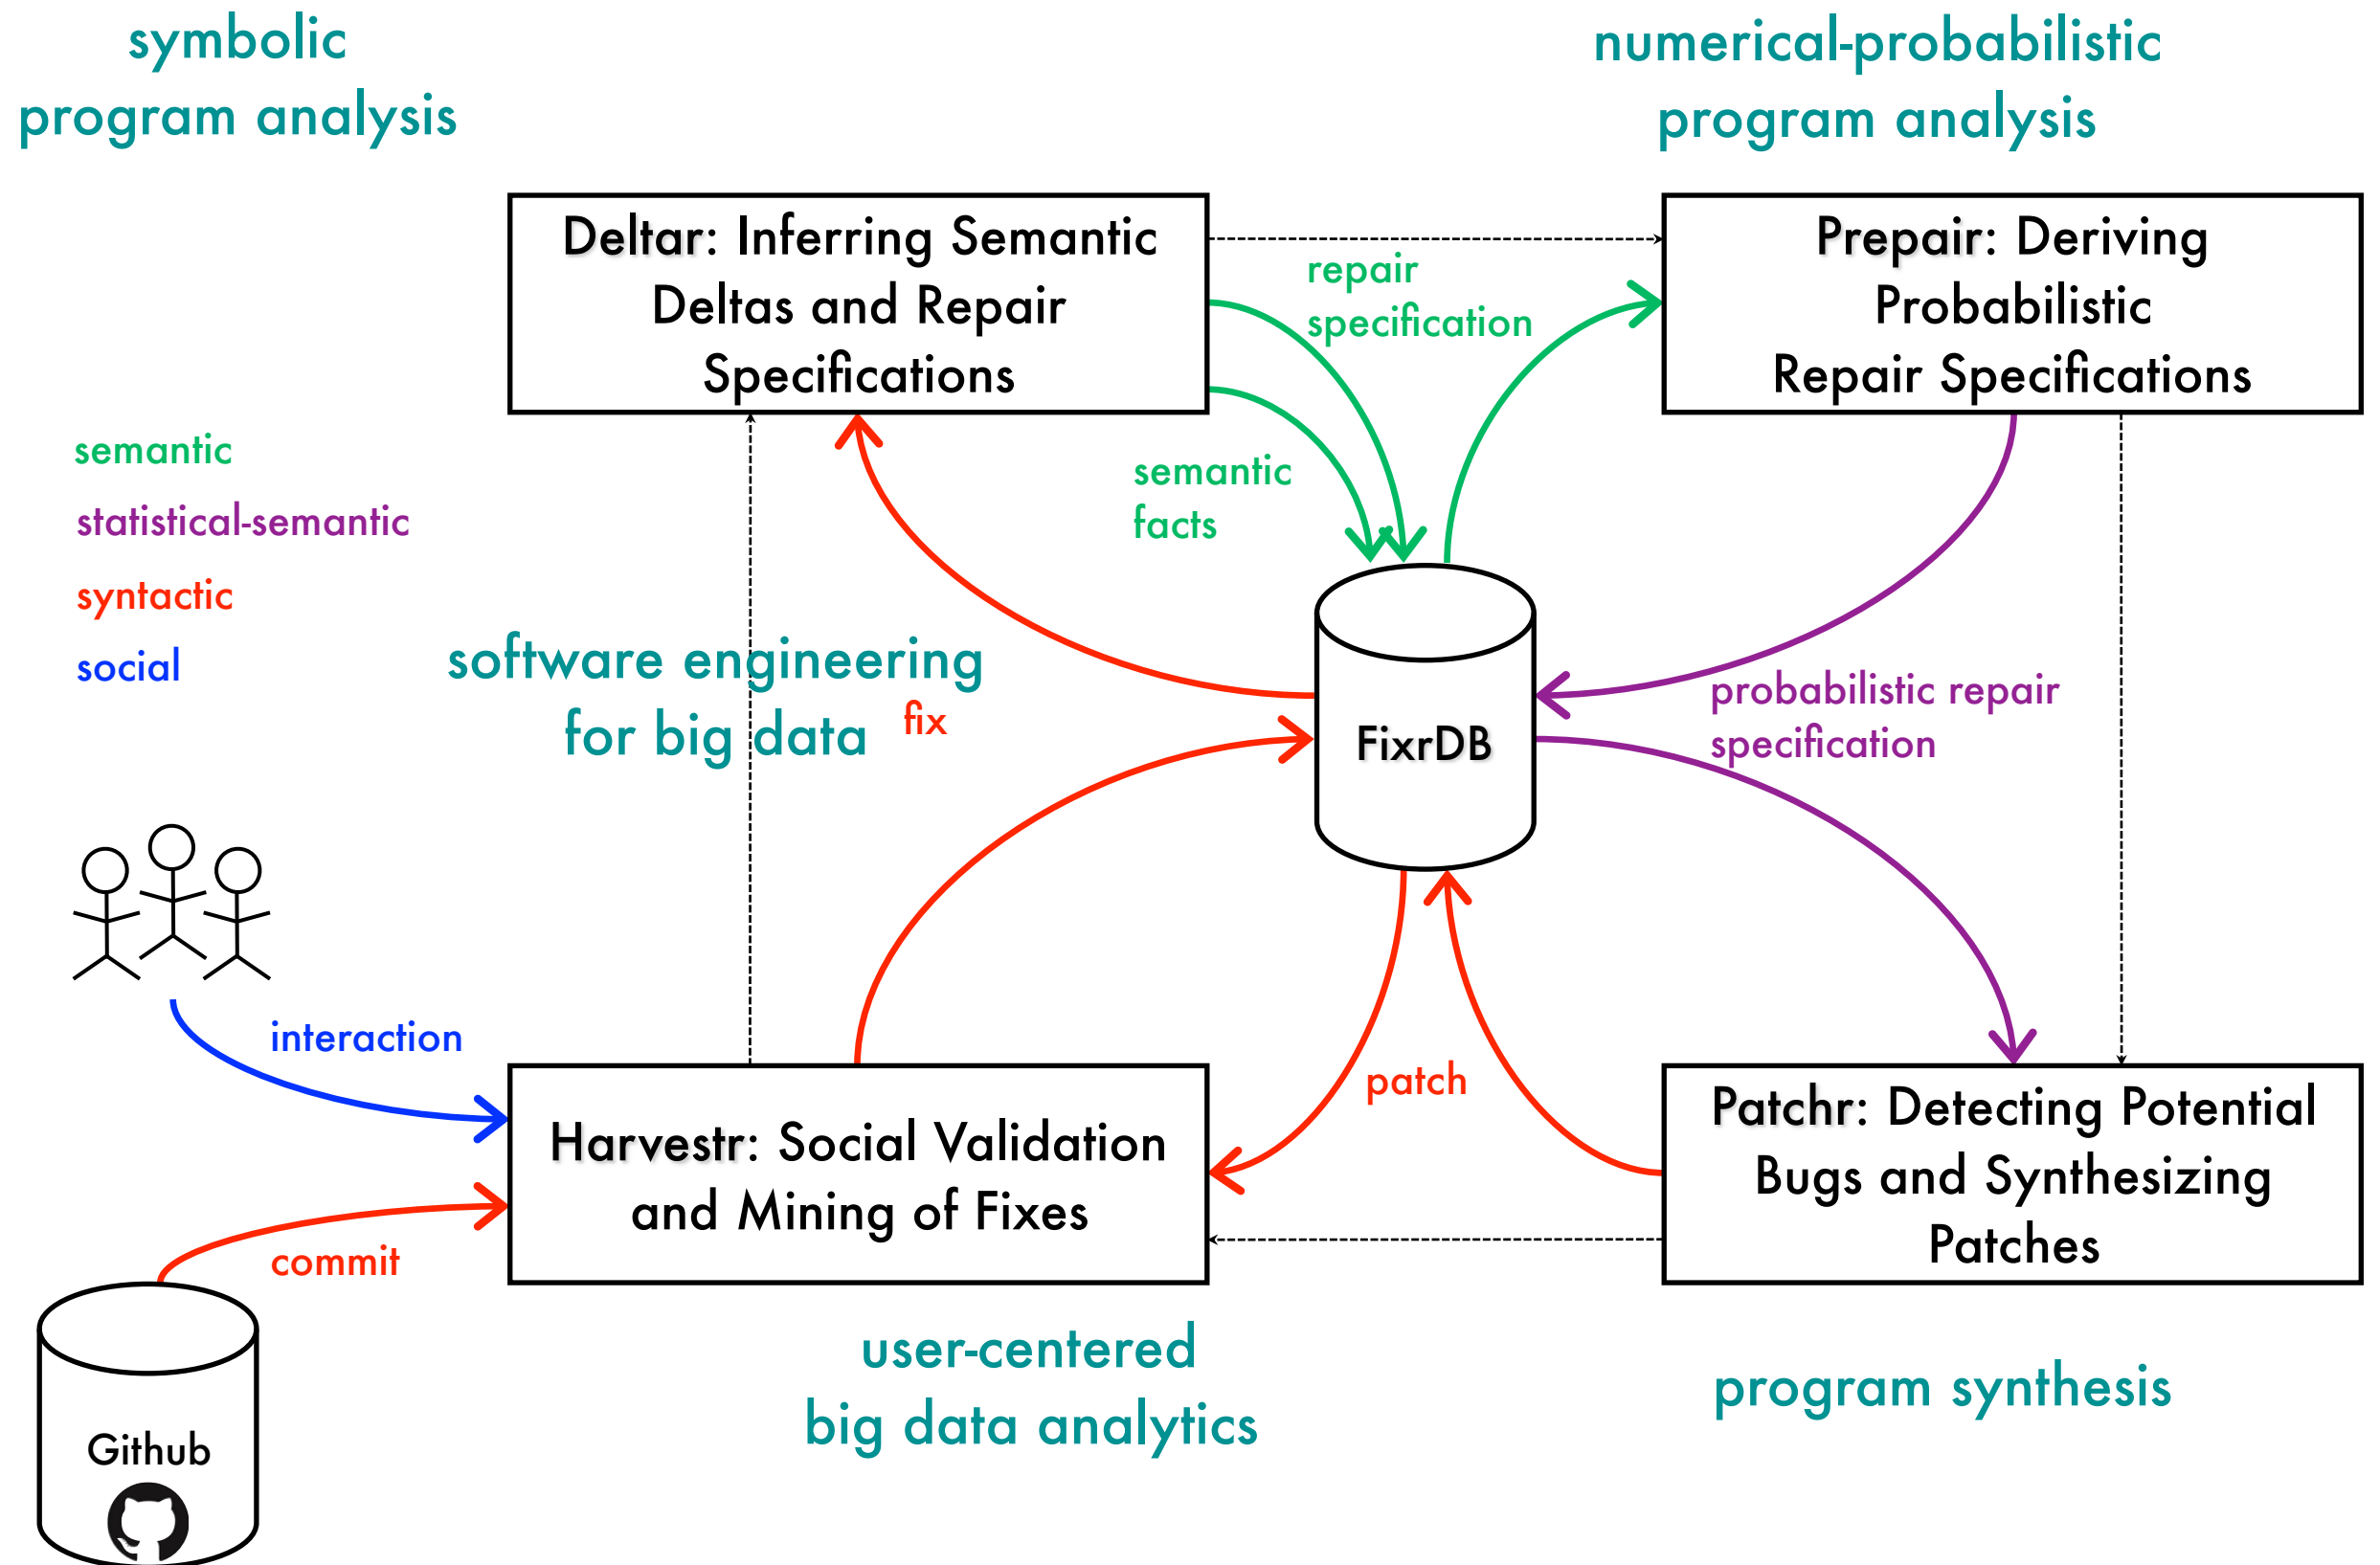 symbolic
program analysis
numerical-probabilistic
program analysis
Deltar: Inferring Semantic
Deltas and Repair
Specifications
repair
specification
Prepair: Deriving
Probabilistic
Repair Specifications
semantic
statistical-semantic
syntactic
social
semantic
facts
software engineering
for big data
fix
FixrDB
probabilistic repair
specification
interaction
commit
Harvestr: Social Validation
and Mining of Fixes
patch
Patchr: Detecting Potential
Bugs and Synthesizing
Patches
user-centered
big data analytics
program synthesis
Github